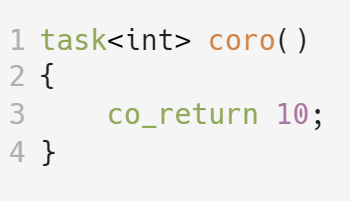 1 task<int> coro()
2 {
3     co_return 10;
4 }